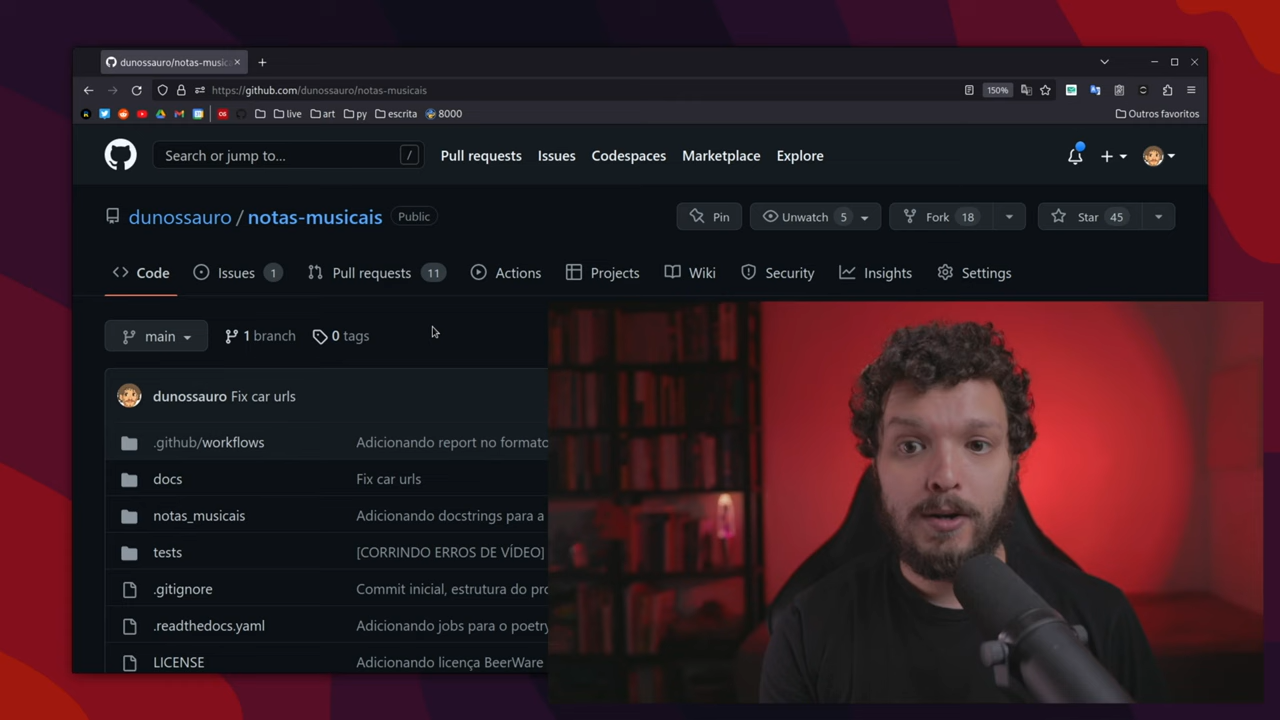 dunossauro/notas-music
https://github.com/dunossauro/notas-musicais
150%
live art py escrita 8000 Outros favoritos
Search or jump to... / Pull requests Issues Codespaces Marketplace Explore
dunossauro / notas-musicais Public Pin Unwatch 5 Fork 18 Star 45
Code Issues 1 Pull requests 11 Actions Projects Wiki Security Insights Settings
main 1 branch 0 tags
dunossauro Fix car urls
.github/workflows Adicionando report no formato
docs Fix car urls
notas_musicais Adicionando docstrings para a
tests [CORRINDO ERROS DE VÍDEO]
.gitignore Commit inicial, estrutura do pro
.readthedocs.yaml Adicionando jobs para o poetry
LICENSE Adicionando licença BeerWare